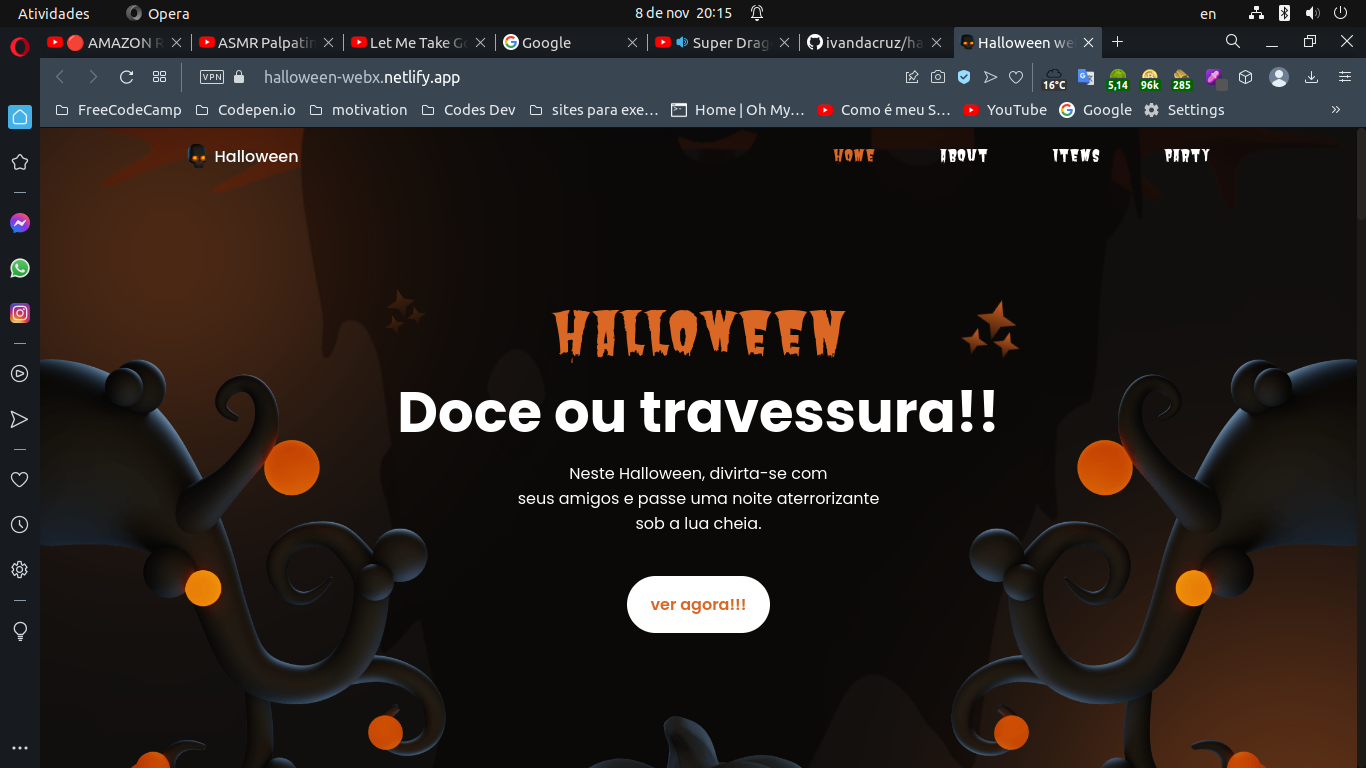 Atividades Opera 8 de nov 20:15 en
AMAZON R ASMR Palpatin Let Me Take Go Google Super Drag ivandacruz/ha Halloween we
VPN halloween-webx.netlify.app 16°C 5,14 96k 285
FreeCodeCamp Codepen.io motivation Codes Dev sites para exe… Home | Oh My… Como é meu S… YouTube Google Settings »
Halloween HOME ABOUT ITEMS PARTY
HALLOWEEN
Doce ou travessura!!
Neste Halloween, divirta-se com
seus amigos e passe uma noite aterrorizante
sob a lua cheia.
ver agora!!!